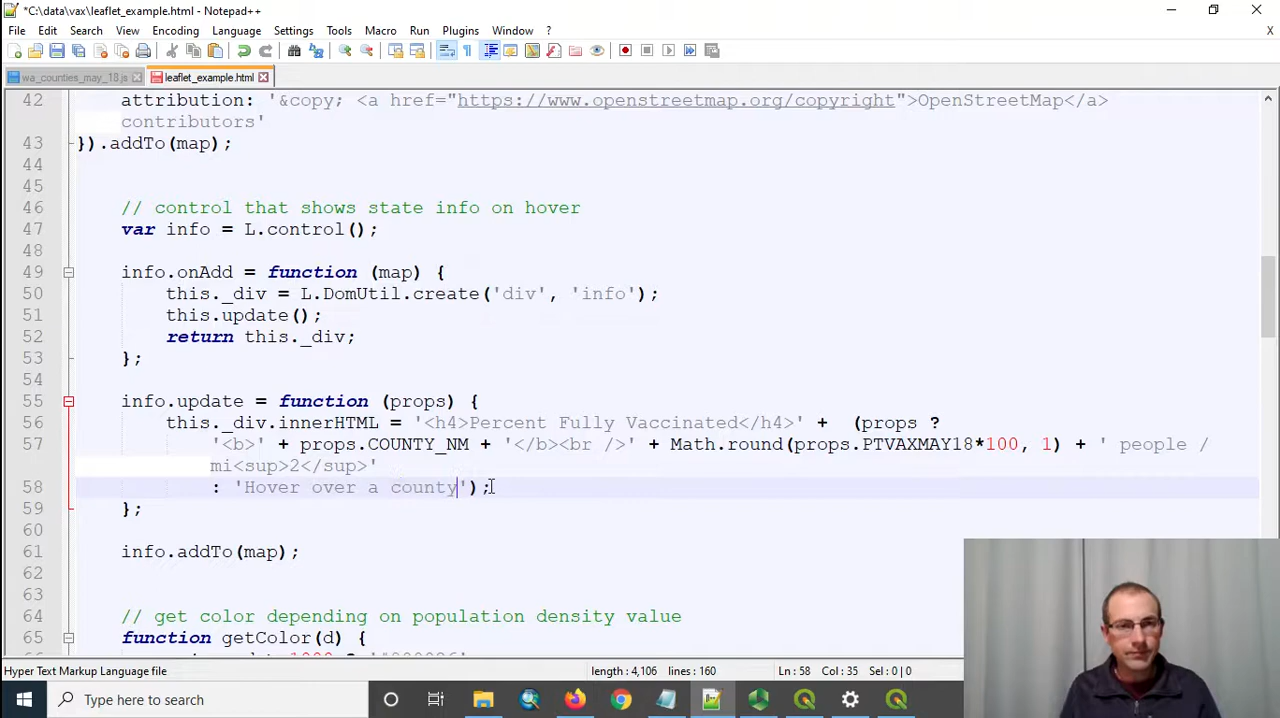 *C:\data\vax\leaflet_example.html - Notepad++
File Edit Search View Encoding Language Settings Tools Macro Run Plugins Window ? X
wa_counties_may_18.js leaflet_example.html
42 attribution: '&copy; <a href="https://www.openstreetmap.org/copyright">OpenStreetMap</a>
contributors'
43 }).addTo(map);
44
45
46 // control that shows state info on hover
47 var info = L.control();
48
49 info.onAdd = function (map) {
50 this._div = L.DomUtil.create('div', 'info');
51 this.update();
52 return this._div;
53 };
54
55 info.update = function (props) {
56 this._div.innerHTML = '<h4>Percent Fully Vaccinated</h4>' + (props ?
57 '<b>' + props.COUNTY_NM + '</b><br />' + Math.round(props.PTVAXMAY18*100, 1) + ' people /
mi<sup>2</sup>'
58 : 'Hover over a county');
59 };
60
61 info.addTo(map);
62
63
64 // get color depending on population density value
65 function getColor(d) {
Hyper Text Markup Language file length : 4,106 lines : 160 Ln : 58 Col : 35 Sel : 0 | 0
Type here to search